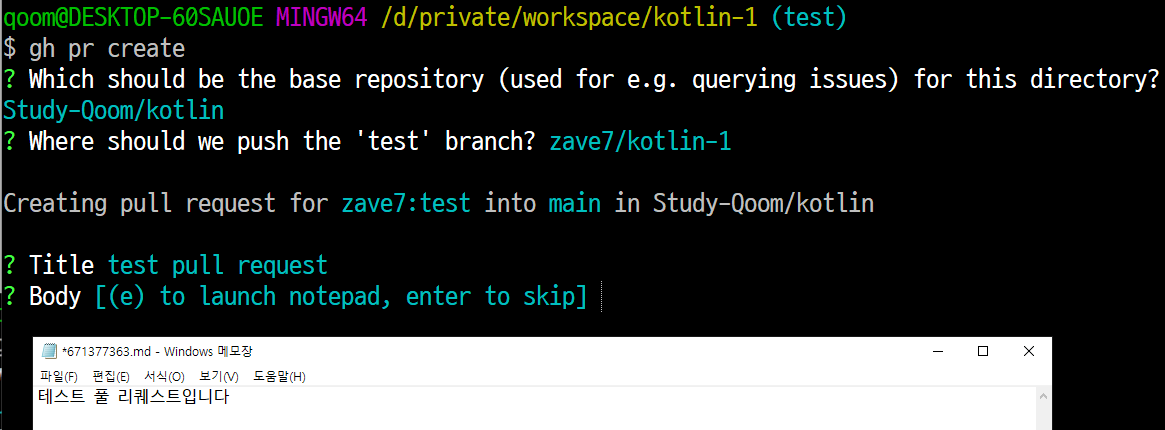 qoom@DESKTOP-60SAUOE MINGW64 /d/private/workspace/kotlin-1 (test)
$ gh pr create
? Which should be the base repository (used for e.g. querying issues) for this directory?
Study-Qoom/kotlin
? Where should we push the 'test' branch? zave7/kotlin-1
Creating pull request for zave7:test into main in Study-Qoom/kotlin
? Title test pull request
? Body [(e) to launch notepad, enter to skip]
*671377363.md - Windows 메모장
파일(F) 편집(E) 서식(O) 보기(V) 도움말(H)
테스트 풀 리퀘스트입니다